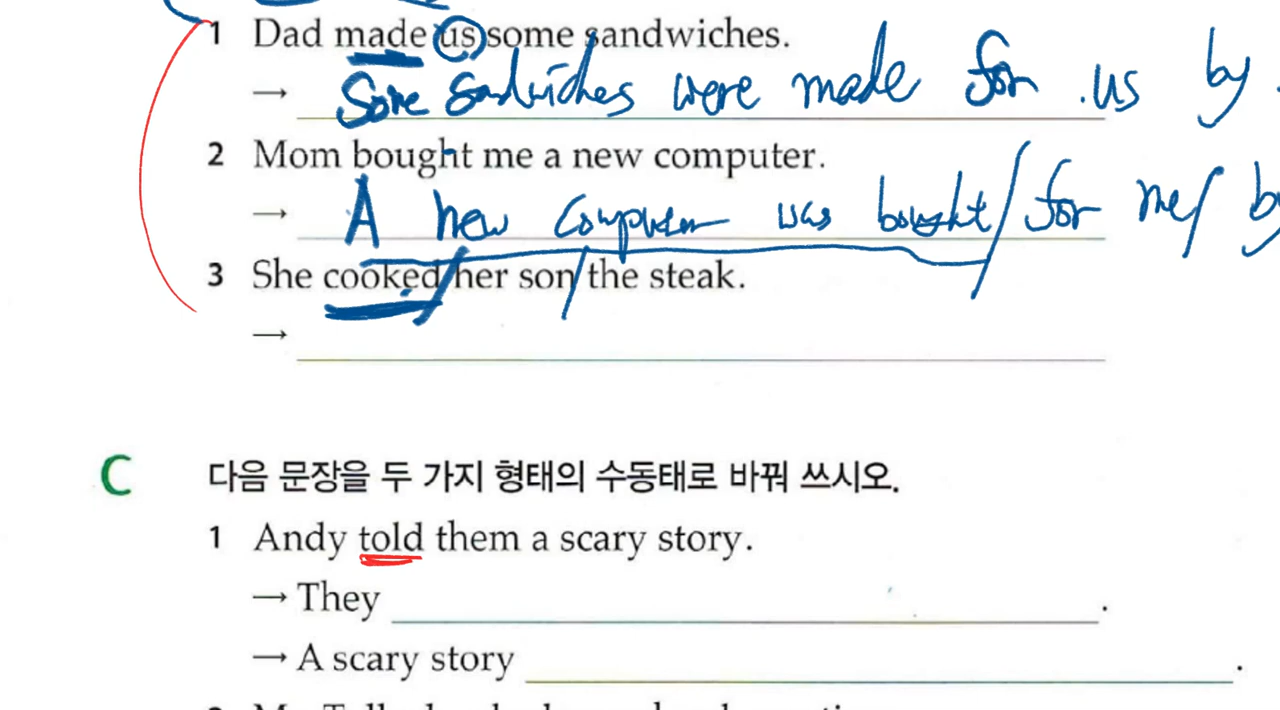 1 Dad made us some sandwiches.
→ Some sandwiches were made for us by
2 Mom bought me a new computer.
→ A new computer was bought / for me /
3 She cooked / her son / the steak.
→
C 다음 문장을 두 가지 형태의 수동태로 바꿔 쓰시오.
1 Andy told them a scary story.
→ They .
→ A scary story .